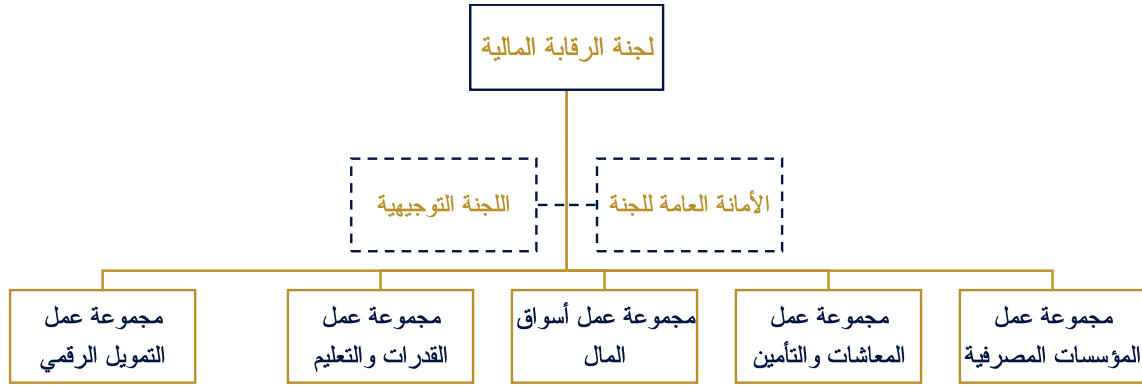 لجنة الرقابة المالية
الأمانة العامة للجنة
اللجنة التوجيهية
مجموعة عمل
المؤسسات المصرفية
مجموعة عمل
المعاشات والتأمين
مجموعة عمل أسواق
المال
مجموعة عمل
القدرات والتعليم
مجموعة عمل
التمويل الرقمي